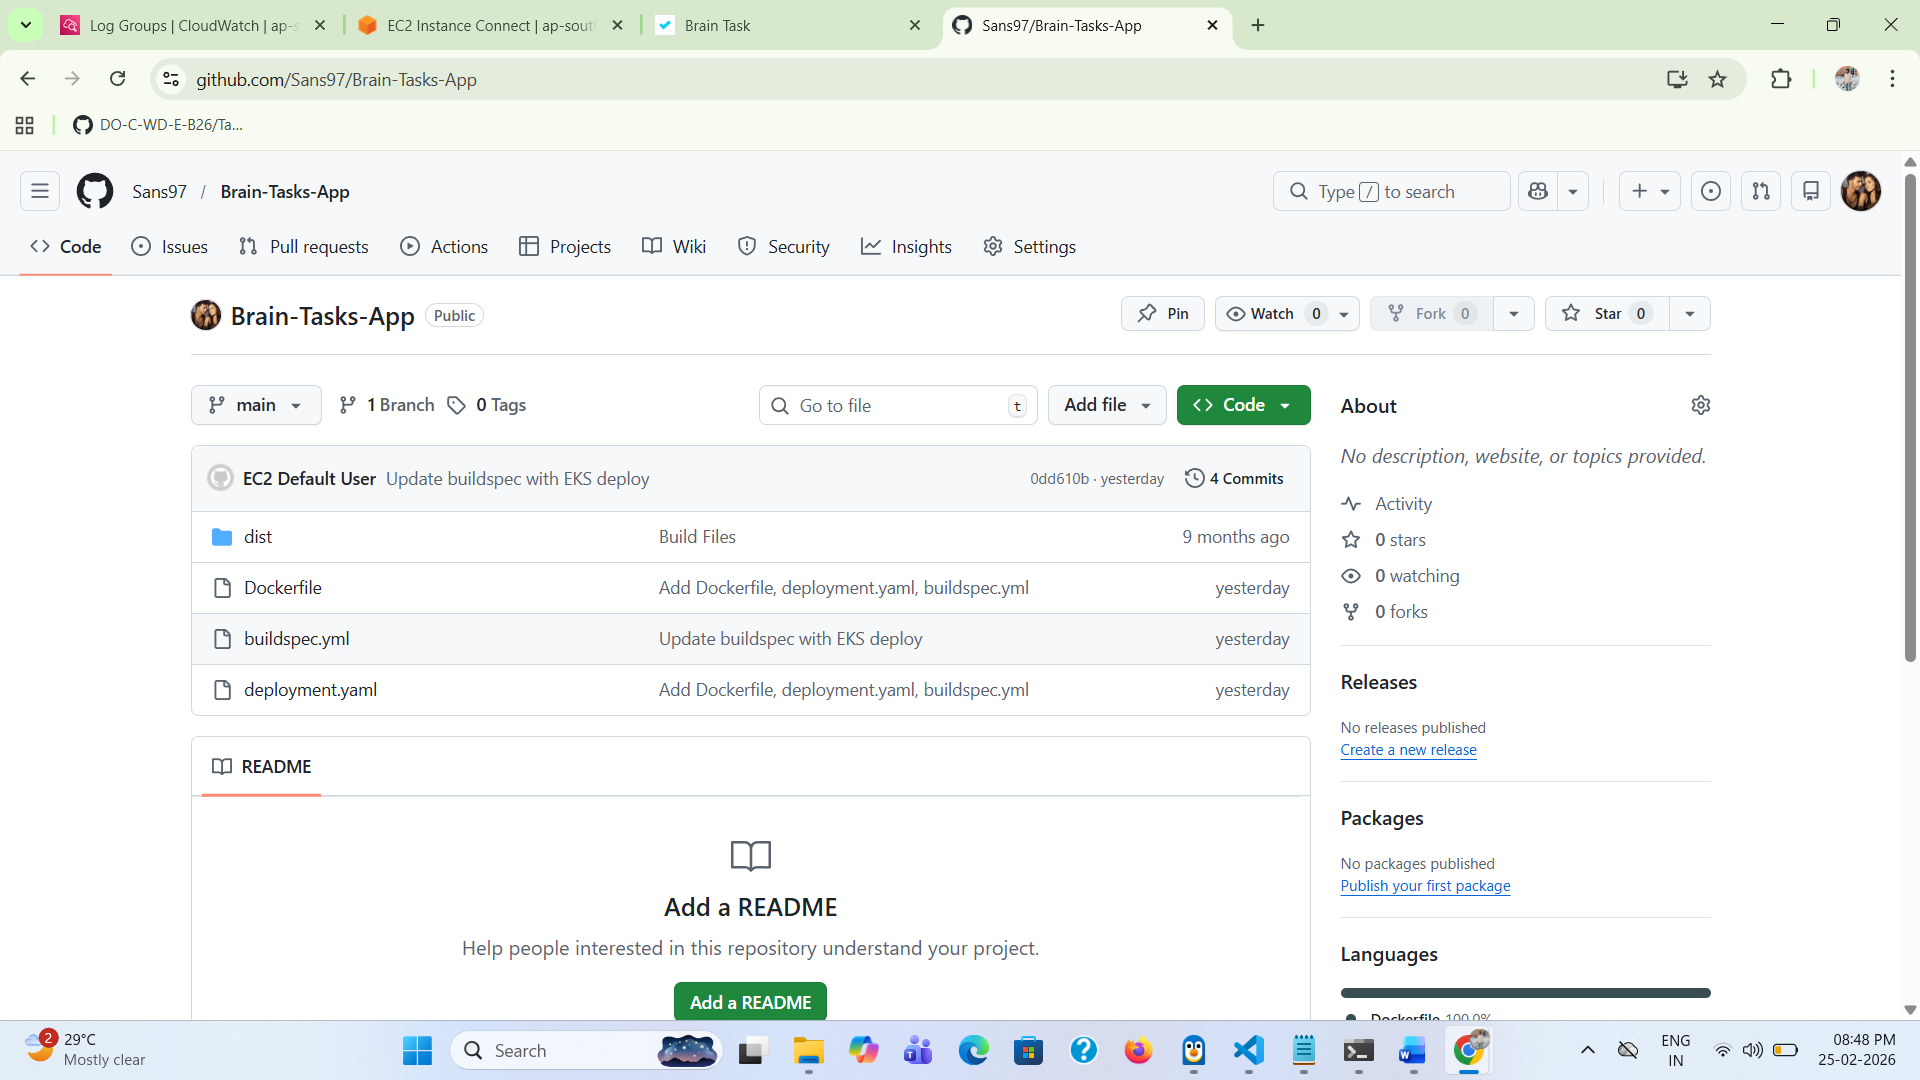 Log Groups | CloudWatch | ap-s
EC2 Instance Connect | ap-sout
Brain Task
Sans97/Brain-Tasks-App
github.com/Sans97/Brain-Tasks-App
DO-C-WD-E-B26/Ta...
Sans97 / Brain-Tasks-App
Type / to search
Code
Issues
Pull requests
Actions
Projects
Wiki
Security
Insights
Settings
Brain-Tasks-App Public
Pin
Watch 0
Fork 0
Star 0
main
1 Branch
0 Tags
Go to file t
Add file
Code
EC2 Default User Update buildspec with EKS deploy 0dd610b · yesterday 4 Commits
dist Build Files 9 months ago
Dockerfile Add Dockerfile, deployment.yaml, buildspec.yml yesterday
buildspec.yml Update buildspec with EKS deploy yesterday
deployment.yaml Add Dockerfile, deployment.yaml, buildspec.yml yesterday
README
Add a README
Help people interested in this repository understand your project.
Add a README
About
No description, website, or topics provided.
Activity
0 stars
0 watching
0 forks
Releases
No releases published
Create a new release
Packages
No packages published
Publish your first package
Languages
Dockerfile 100.0%
2
29°C
Mostly clear
Search
ENG
IN
08:48 PM
25-02-2026